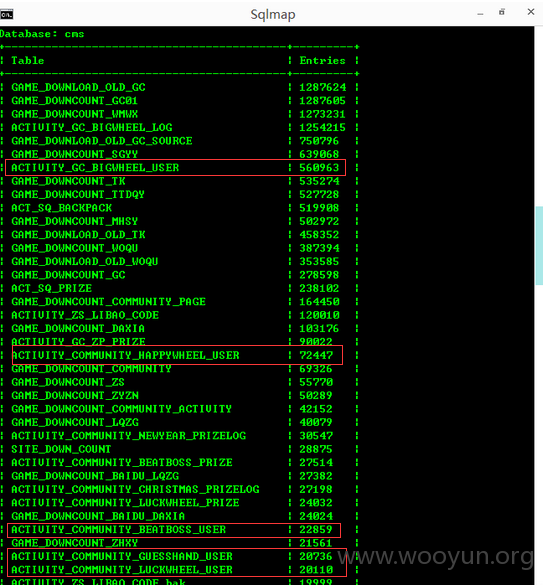 Sqlmap
Database: cms
Table Entries
GAME_DOWNLOAD_OLD_GC 1287624
GAME_DOWNCOUNT_GC01 1287605
GAME_DOWNCOUNT_WMWX 1273231
ACTIVITY_GC_BIGWHEEL_LOG 1254215
GAME_DOWNLOAD_OLD_GC_SOURCE 750796
GAME_DOWNCOUNT_SGYY 639068
ACTIVITY_GC_BIGWHEEL_USER 560963
GAME_DOWNCOUNT_TK 535274
GAME_DOWNCOUNT_TTDQY 527728
ACT_SQ_BACKPACK 519908
GAME_DOWNCOUNT_MHSY 502972
GAME_DOWNLOAD_OLD_TK 458352
GAME_DOWNCOUNT_WOQU 387394
GAME_DOWNLOAD_OLD_WOQU 353585
GAME_DOWNCOUNT_GC 278598
ACT_SQ_PRIZE 238102
GAME_DOWNCOUNT_COMMUNITY_PAGE 164450
ACTIVITY_ZS_LIBAO_CODE 120010
GAME_DOWNCOUNT_DAXIA 103176
ACTIVITY_GC_ZP_PRIZE 90022
ACTIVITY_COMMUNITY_HAPPYWHEEL_USER 72447
GAME_DOWNCOUNT_COMMUNITY 69326
GAME_DOWNCOUNT_ZS 55770
GAME_DOWNCOUNT_ZYZN 50289
GAME_DOWNCOUNT_COMMUNITY_ACTIVITY 42152
GAME_DOWNCOUNT_LQZG 40079
ACTIVITY_COMMUNITY_NEWYEAR_PRIZELOG 30547
SITE_DOWN_COUNT 28875
ACTIVITY_COMMUNITY_BEATBOSS_PRIZE 27514
GAME_DOWNCOUNT_BAIDU_LQZG 27382
ACTIVITY_COMMUNITY_CHRISTMAS_PRIZELOG 27198
ACTIVITY_COMMUNITY_LUCKWHEEL_PRIZE 24032
GAME_DOWNCOUNT_BAIDU_DAXIA 24024
ACTIVITY_COMMUNITY_BEATBOSS_USER 22859
GAME_DOWNCOUNT_ZHXY 21561
ACTIVITY_COMMUNITY_GUESSHAND_USER 20736
ACTIVITY_COMMUNITY_LUCKWHEEL_USER 20110
ACTIVITY_ZS_LIBAO_CODE_bak 19999
www.wooyun.org